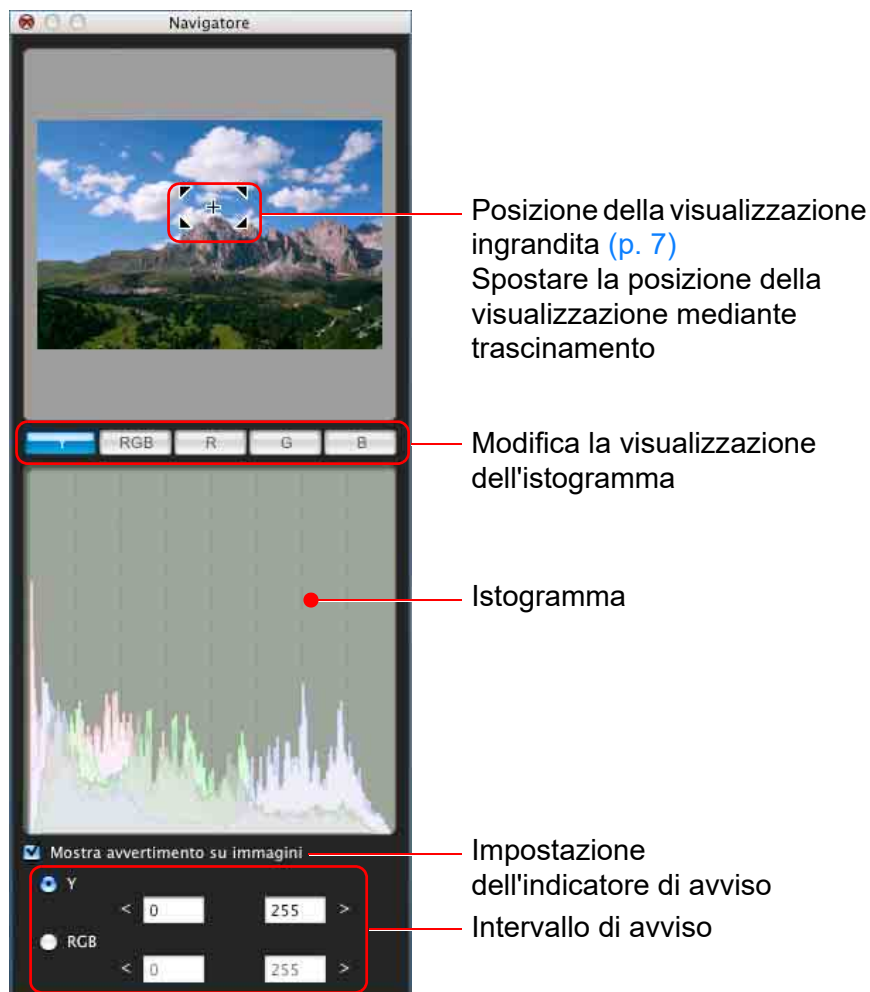 Navigatore
Posizione della visualizzazione
ingrandita (p. 7)
Spostare la posizione della
visualizzazione mediante
trascinamento
Y RGB R G B
Modifica la visualizzazione
dell'istogramma
Istogramma
Mostra avvertimento su immagini
Impostazione
dell'indicatore di avviso
Y
< 0 255 >
Intervallo di avviso
RGB
< 0 255 >